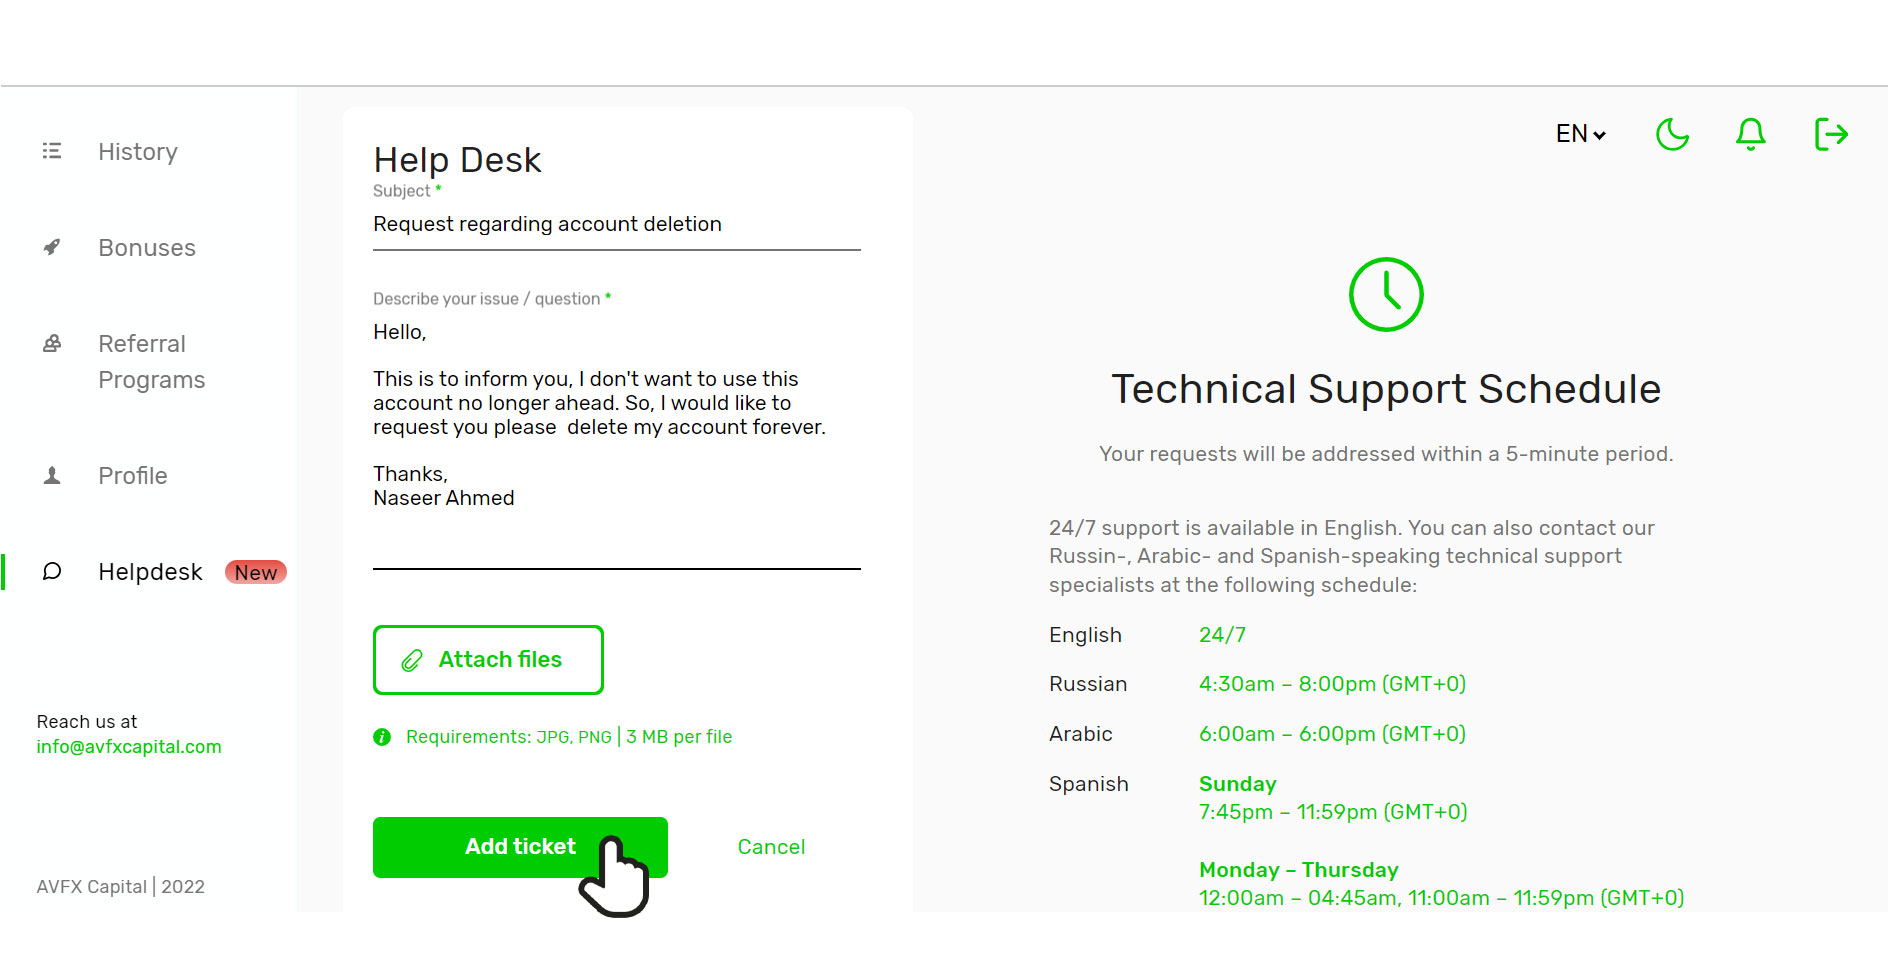 History
Bonuses
Referral
Programs
Profile
Helpdesk New
Reach us at
info@avfxcapital.com
AVFX Capital | 2022
Help Desk
Subject *
Request regarding account deletion
Describe your issue / question *
Hello,
This is to inform you, I don't want to use this
account no longer ahead. So, I would like to
request you please  delete my account forever.
Thanks,
Naseer Ahmed
Attach files
Requirements: JPG, PNG | 3 MB per file
Add ticket
Cancel
EN
Technical Support Schedule
Your requests will be addressed within a 5-minute period.
24/7 support is available in English. You can also contact our
Russin-, Arabic- and Spanish-speaking technical support
specialists at the following schedule:
English 24/7
Russian 4:30am – 8:00pm (GMT+0)
Arabic 6:00am – 6:00pm (GMT+0)
Spanish Sunday
7:45pm – 11:59pm (GMT+0)
Monday – Thursday
12:00am – 04:45am, 11:00am – 11:59pm (GMT+0)